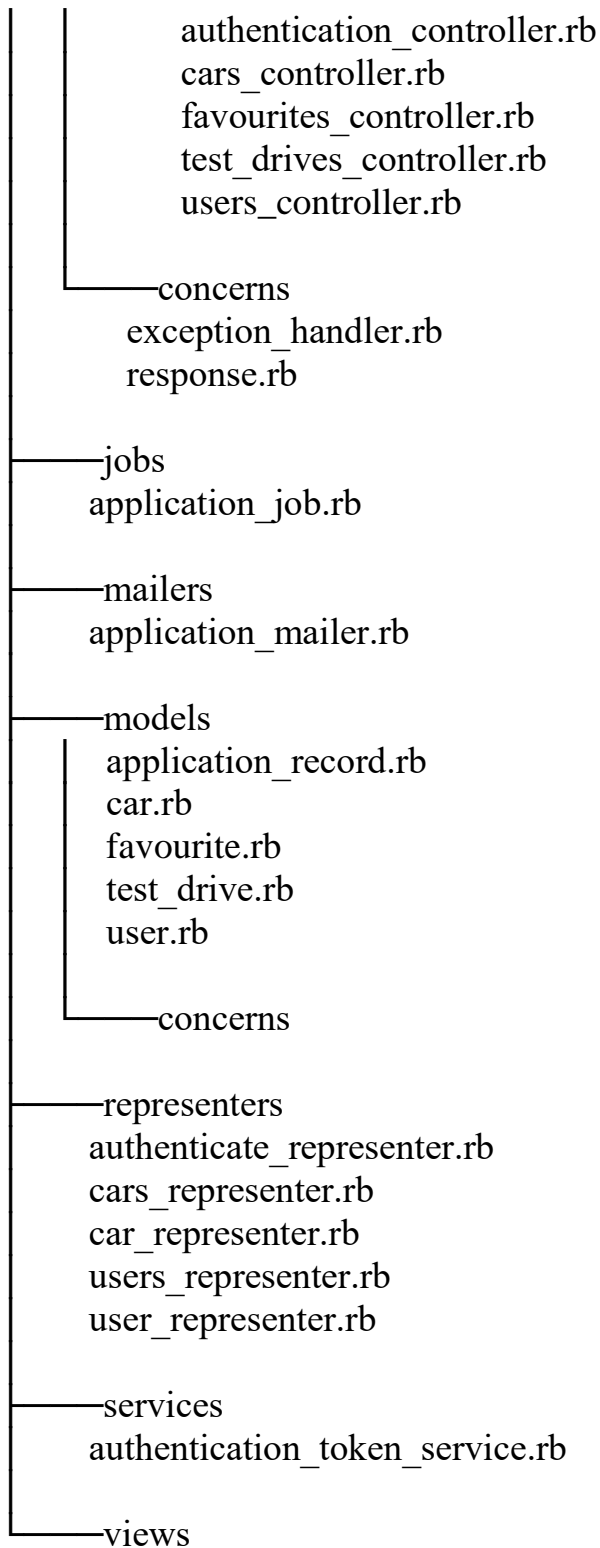 authentication_controller.rb
cars_controller.rb
favourites_controller.rb
test_drives_controller.rb
users_controller.rb
concerns
exception_handler.rb
response.rb
jobs
application_job.rb
mailers
application_mailer.rb
models
application_record.rb
car.rb
favourite.rb
test_drive.rb
user.rb
concerns
representers
authenticate_representer.rb
cars_representer.rb
car_representer.rb
users_representer.rb
user_representer.rb
services
authentication_token_service.rb
views